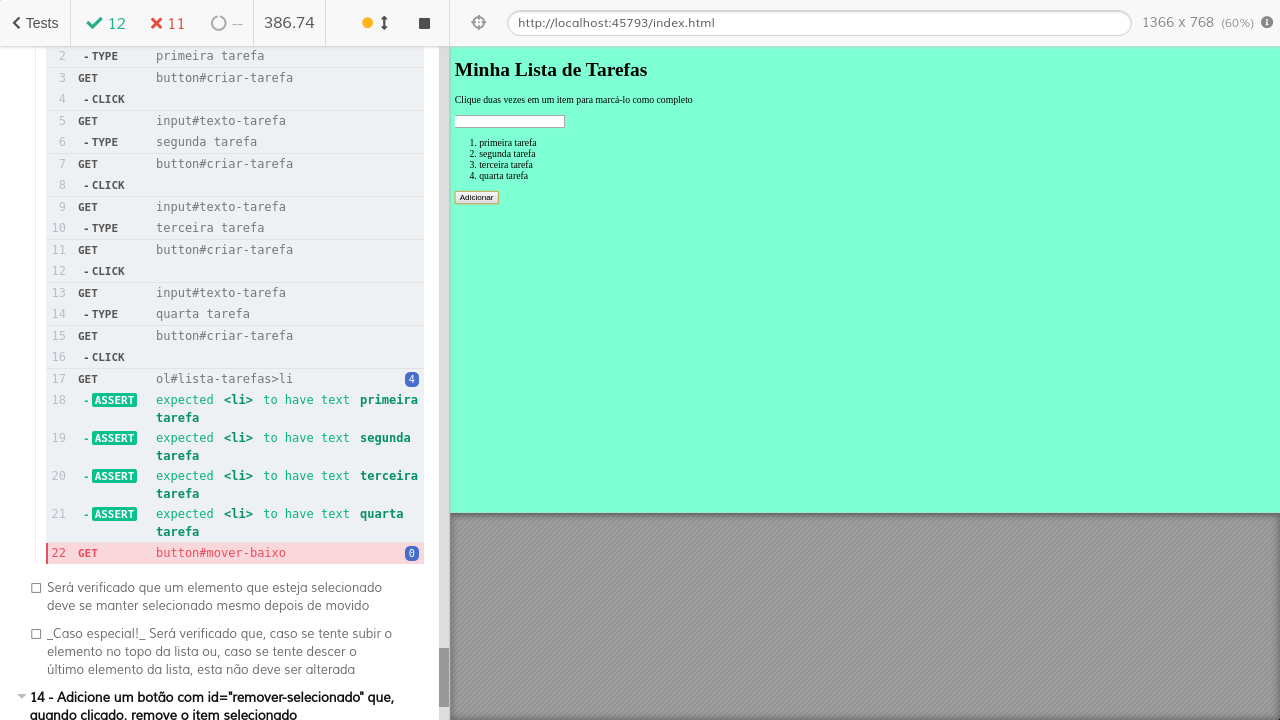 Tests 12 11 -- 386.74 http://localhost:45793/index.html 1366 x 768 (60%)
2 - TYPE primeira tarefa
3 GET button#criar-tarefa
4 - CLICK
5 GET input#texto-tarefa
6 - TYPE segunda tarefa
7 GET button#criar-tarefa
8 - CLICK
9 GET input#texto-tarefa
10 - TYPE terceira tarefa
11 GET button#criar-tarefa
12 - CLICK
13 GET input#texto-tarefa
14 - TYPE quarta tarefa
15 GET button#criar-tarefa
16 - CLICK
17 GET ol#lista-tarefas>li 4
18 - ASSERT expected <li> to have text primeira
tarefa
19 - ASSERT expected <li> to have text segunda
tarefa
20 - ASSERT expected <li> to have text terceira
tarefa
21 - ASSERT expected <li> to have text quarta
tarefa
22 GET button#mover-baixo 0
Será verificado que um elemento que esteja selecionado
deve se manter selecionado mesmo depois de movido
_Caso especial!_ Será verificado que, caso se tente subir o
elemento no topo da lista ou, caso se tente descer o
último elemento da lista, esta não deve ser alterada
14 - Adicione um botão com id="remover-selecionado" que,
quando clicado, remove o item selecionado
Minha Lista de Tarefas
Clique duas vezes em um item para marcá-lo como completo
1. primeira tarefa
2. segunda tarefa
3. terceira tarefa
4. quarta tarefa
Adicionar